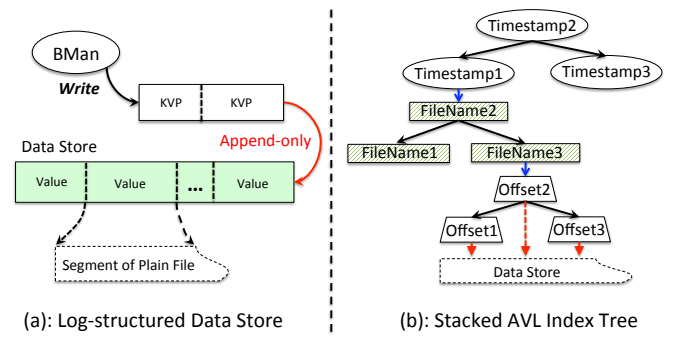 BMan
Write
KVP
KVP
Append-only
Data Store
Value
Value
...
Value
Segment of Plain File
(a): Log-structured Data Store
Timestamp2
Timestamp1
Timestamp3
FileName2
FileName1
FileName3
Offset2
Offset1
Offset3
Data Store
(b): Stacked AVL Index Tree